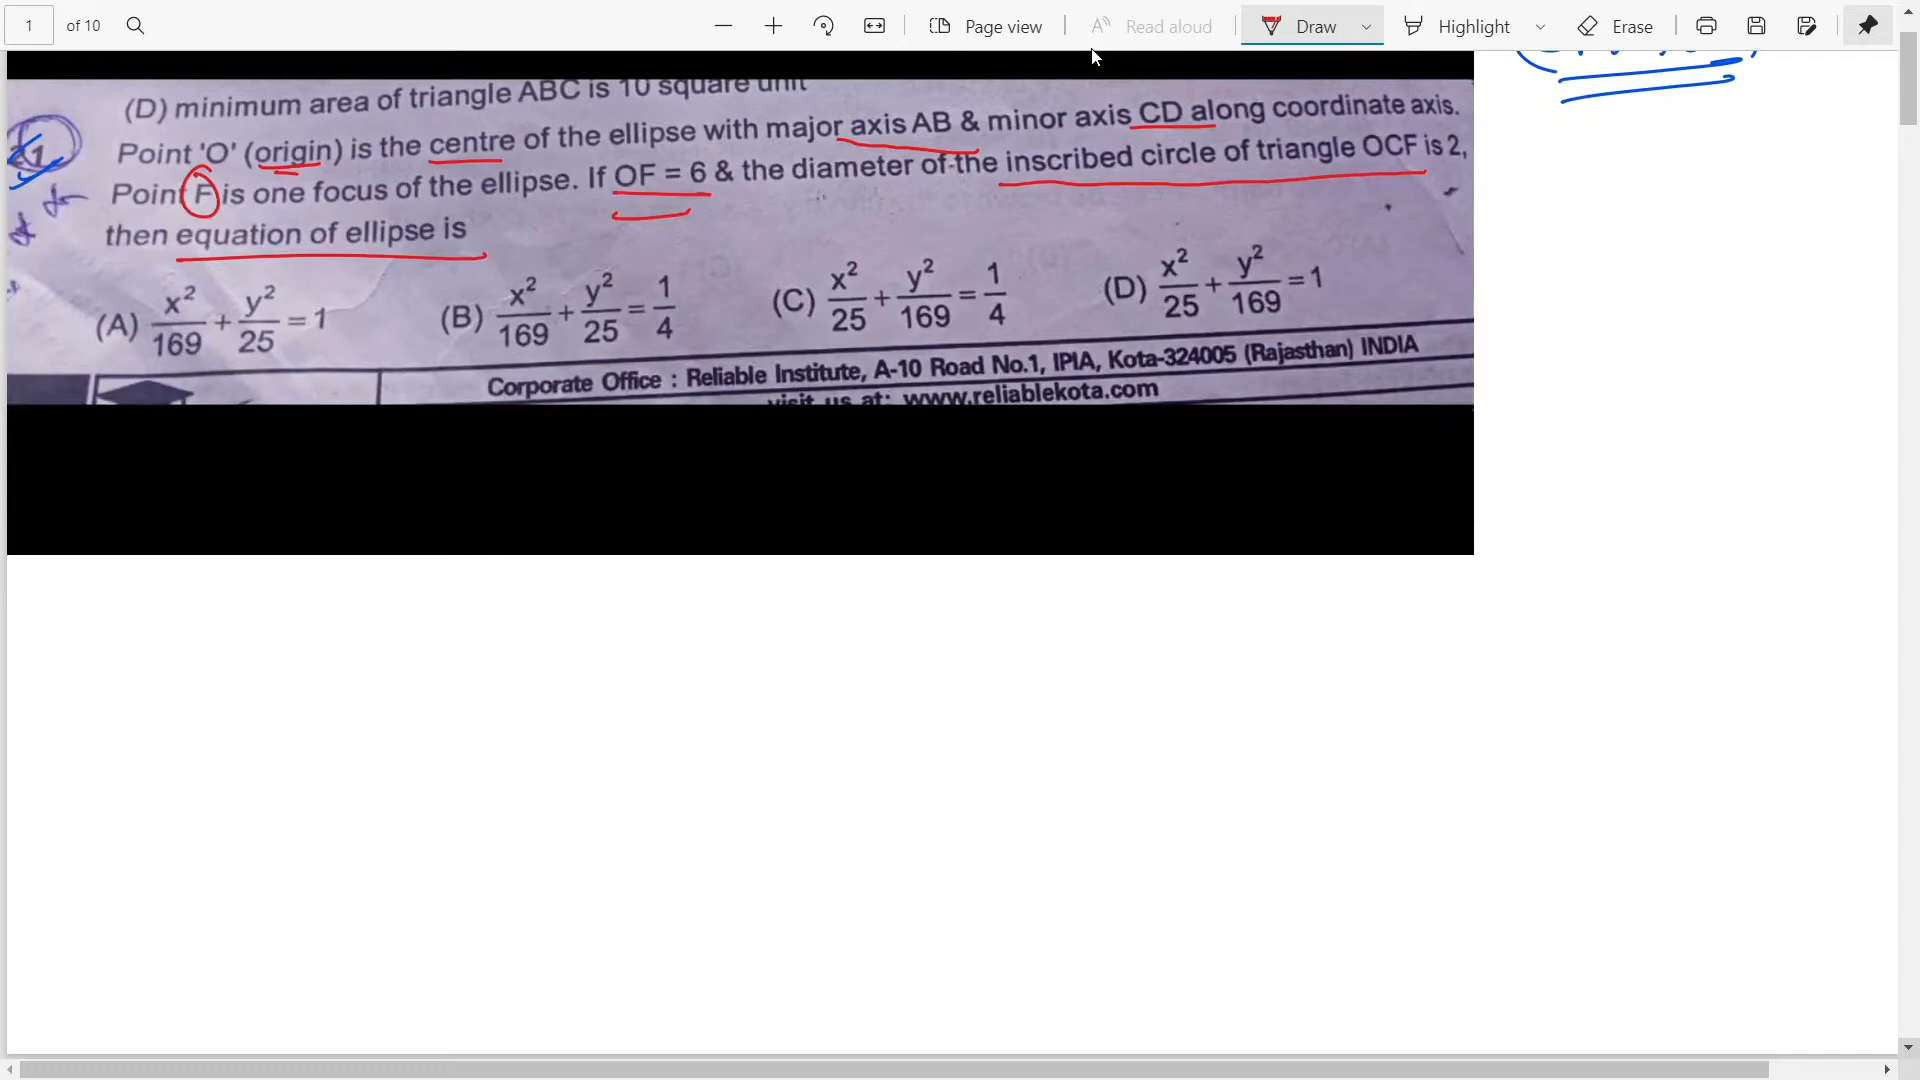 1 of 10 Page view Read aloud Draw Highlight Erase
(D) minimum area of triangle ABC is 10 square unit
21 Point 'O' (origin) is the centre of the ellipse with major axis AB & minor axis CD along coordinate axis.
Point F is one focus of the ellipse. If OF = 6 & the diameter of the inscribed circle of triangle OCF is 2,
then equation of ellipse is
(A) x²/169 + y²/25 = 1 (B) x²/169 + y²/25 = 1/4 (C) x²/25 + y²/169 = 1/4 (D) x²/25 + y²/169 = 1
Corporate Office : Reliable Institute, A-10 Road No.1, IPIA, Kota-324005 (Rajasthan) INDIA
visit us at: www.reliablekota.com